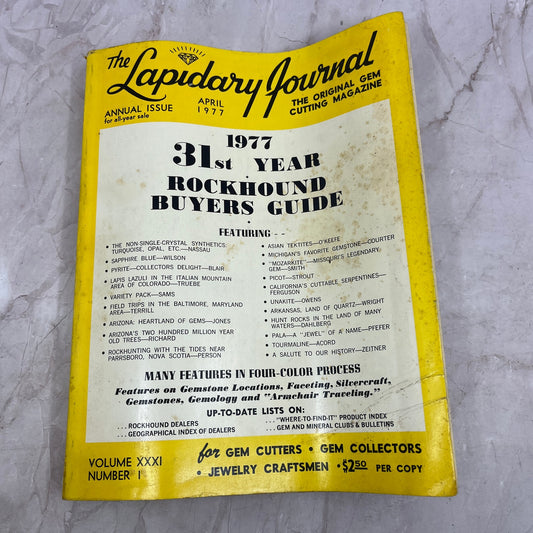 The Lapidary Journal
ANNUAL ISSUE
for all-year sale
APRIL
1977
THE ORIGINAL GEM
CUTTING MAGAZINE
1977
31st YEAR
ROCKHOUND
BUYERS GUIDE
FEATURING - -
• THE NON-SINGLE-CRYSTAL SYNTHETICS:
TURQUOISE, OPAL, ETC.—NASSAU
• SAPPHIRE BLUE—WILSON
• PYRITE—COLLECTORS DELIGHT—BLAIR
• LAPIS LAZULI IN THE ITALIAN MOUNTAIN
AREA OF COLORADO—TRUEBE
• VARIETY PACK—SAMS
• FIELD TRIPS IN THE BALTIMORE, MARYLAND
AREA—TERRILL
• ARIZONA: HEARTLAND OF GEMS—JONES
• ARIZONA'S TWO HUNDRED MILLION YEAR
OLD TREES—RICHARD
• ROCKHUNTING WITH THE TIDES NEAR
PARRSBORO, NOVA SCOTIA—PERSON
• ASIAN TEKTITES—O'KEEFE
• MICHIGAN'S FAVORITE GEMSTONE—COURTER
• "MOZARKITE"—MISSOURI'S LEGENDARY
GEM—SMITH
• PICOT—STROUT
• CALIFORNIA'S CUTTABLE SERPENTINES—
FERGUSON
• UNAKITE—OWENS
• ARKANSAS, LAND OF QUARTZ—WRIGHT
• HUNT ROCKS IN THE LAND OF MANY
WATERS—DAHLBERG
• PALA—A "JEWEL" OF A NAME—PFEFER
• TOURMALINE—ACORD
• A SALUTE TO OUR HISTORY—ZEITNER
MANY FEATURES IN FOUR-COLOR PROCESS
Features on Gemstone Locations, Faceting, Silvercraft,
Gemstones, Gemology and "Armchair Traveling."
UP-TO-DATE LISTS ON:
. . . ROCKHOUND DEALERS
. . . GEOGRAPHICAL INDEX OF DEALERS
. . . "WHERE-TO-FIND-IT" PRODUCT INDEX
. . . GEM AND MINERAL CLUBS & BULLETINS
VOLUME XXXI
NUMBER I
for GEM CUTTERS • GEM COLLECTORS
• JEWELRY CRAFTSMEN • $2.50 PER COPY